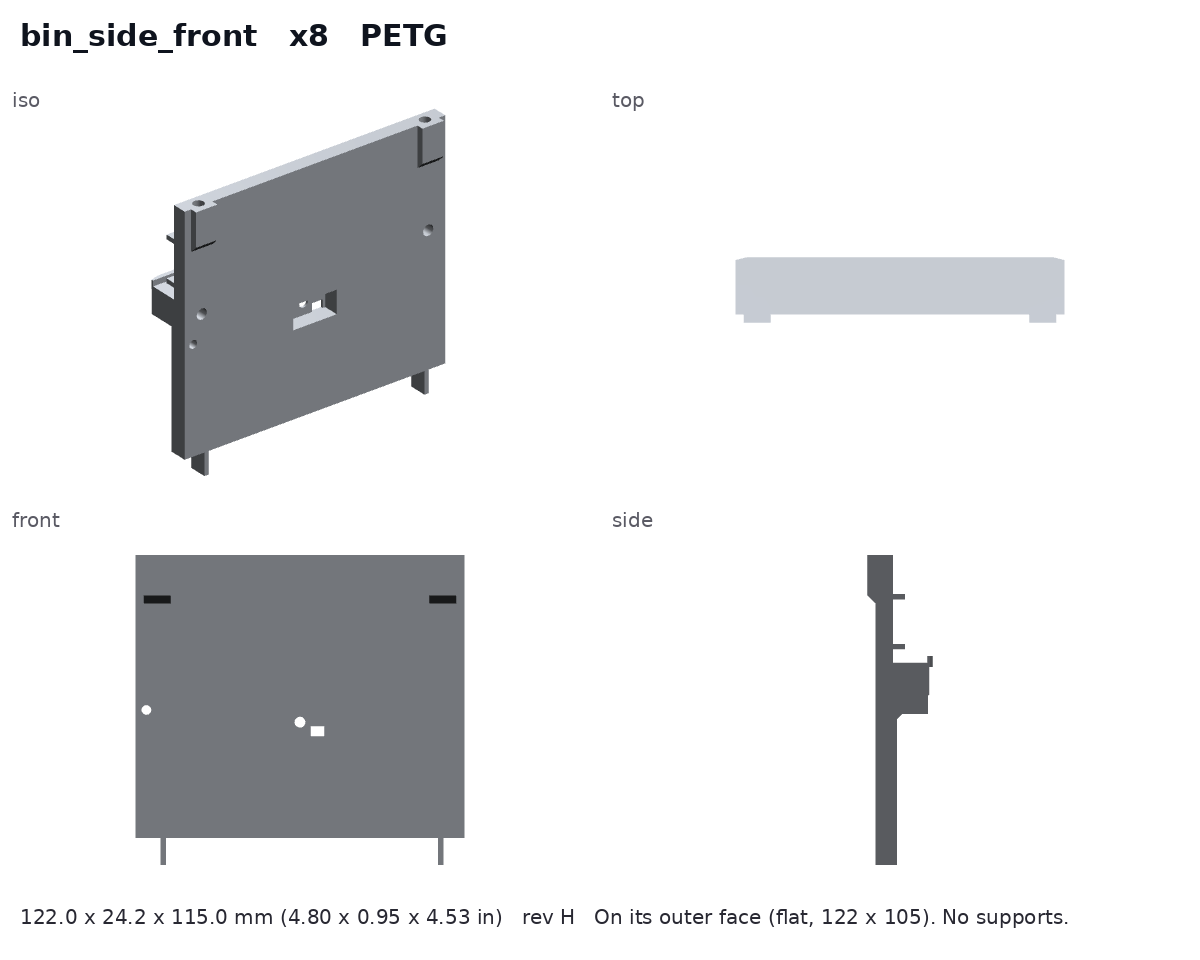 bin_side_front x8 PETG
iso
top
front
side
122.0 x 24.2 x 115.0 mm (4.80 x 0.95 x 4.53 in) rev H On its outer face (flat, 122 x 105). No supports.